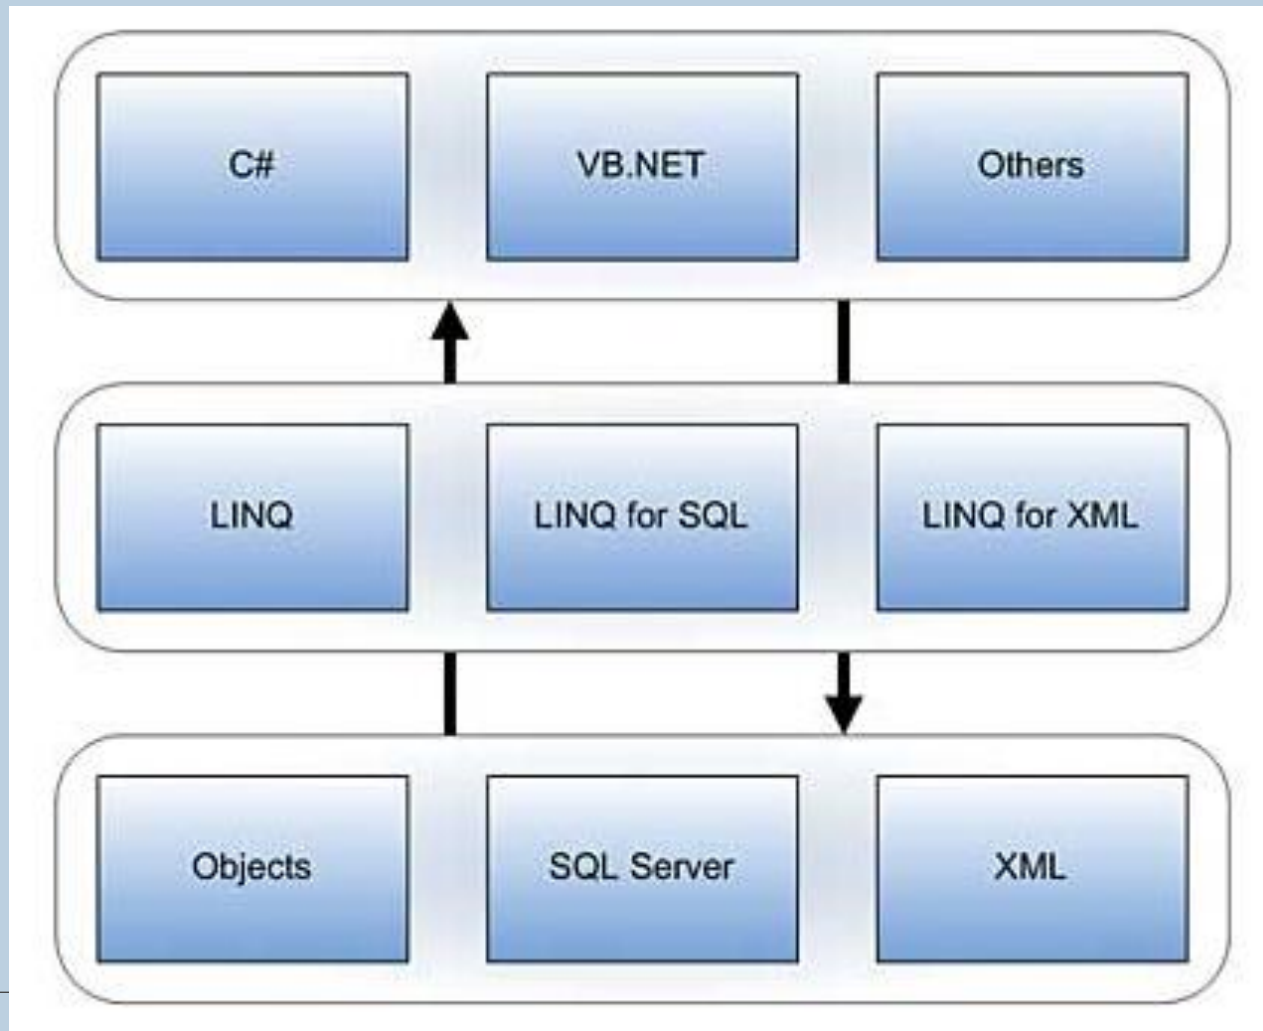 C#
VB.NET
Others
LINQ
LINQ for SQL
LINQ for XML
Objects
SQL Server
XML